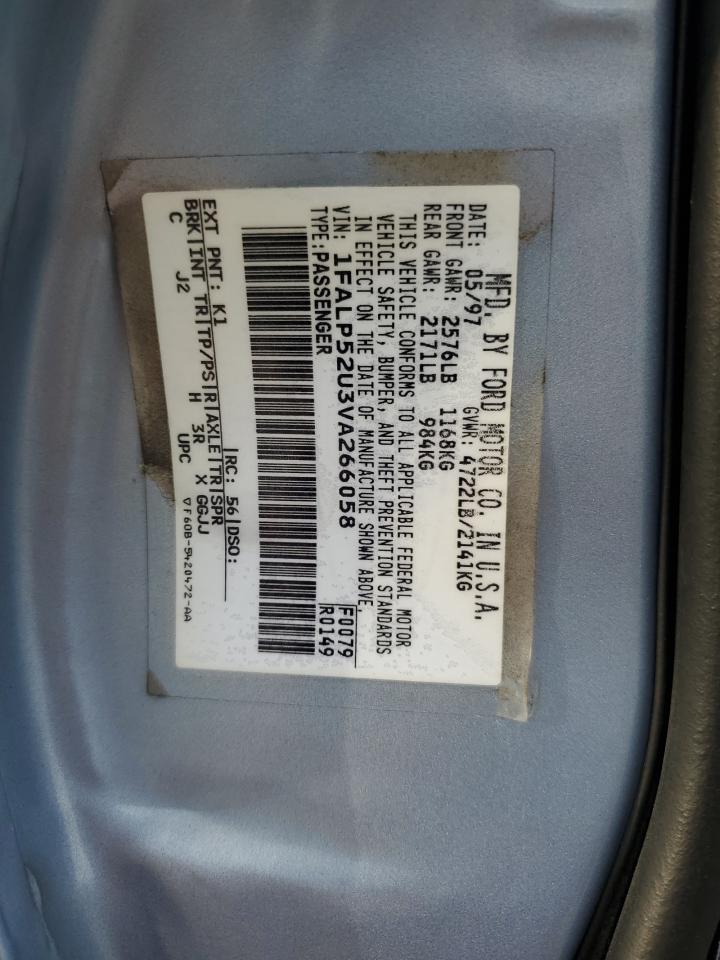 MFD. BY FORD MOTOR CO. IN U.S.A.
DATE: 05/97 GVWR: 4722LB/2141KG
FRONT GAWR: 2576LB 1168KG
REAR GAWR: 2171LB 984KG
THIS VEHICLE CONFORMS TO ALL APPLICABLE FEDERAL MOTOR
VEHICLE SAFETY, BUMPER, AND THEFT PREVENTION STANDARDS
IN EFFECT ON THE DATE OF MANUFACTURE SHOWN ABOVE.
VIN: 1FALP52U3VA266058 F0079
TYPE: PASSENGER R0149
EXT PNT: K1 RC: 56 DSO:
BRK INT TR TP/PS R AXLE TR SPR
C J2 H 3R X GGJJ
UPC ▽F60B-5420472-AA